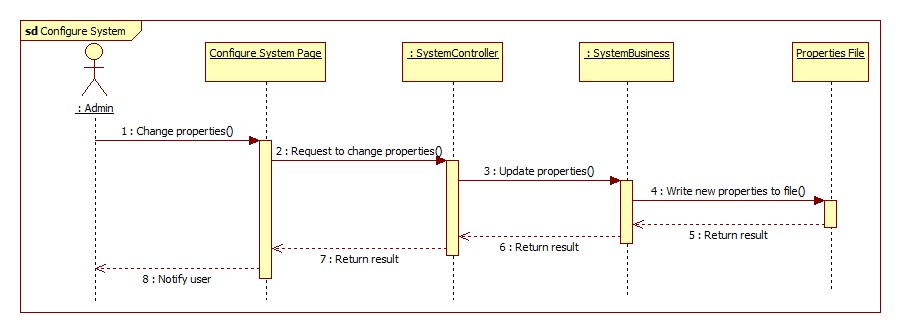 sd Configure System
Configure System Page
: SystemController
: SystemBusiness
Properties File
: Admin
1 : Change properties()
2 : Request to change properties()
3 : Update properties()
4 : Write new properties to file()
5 : Return result
6 : Return result
7 : Return result
8 : Notify user